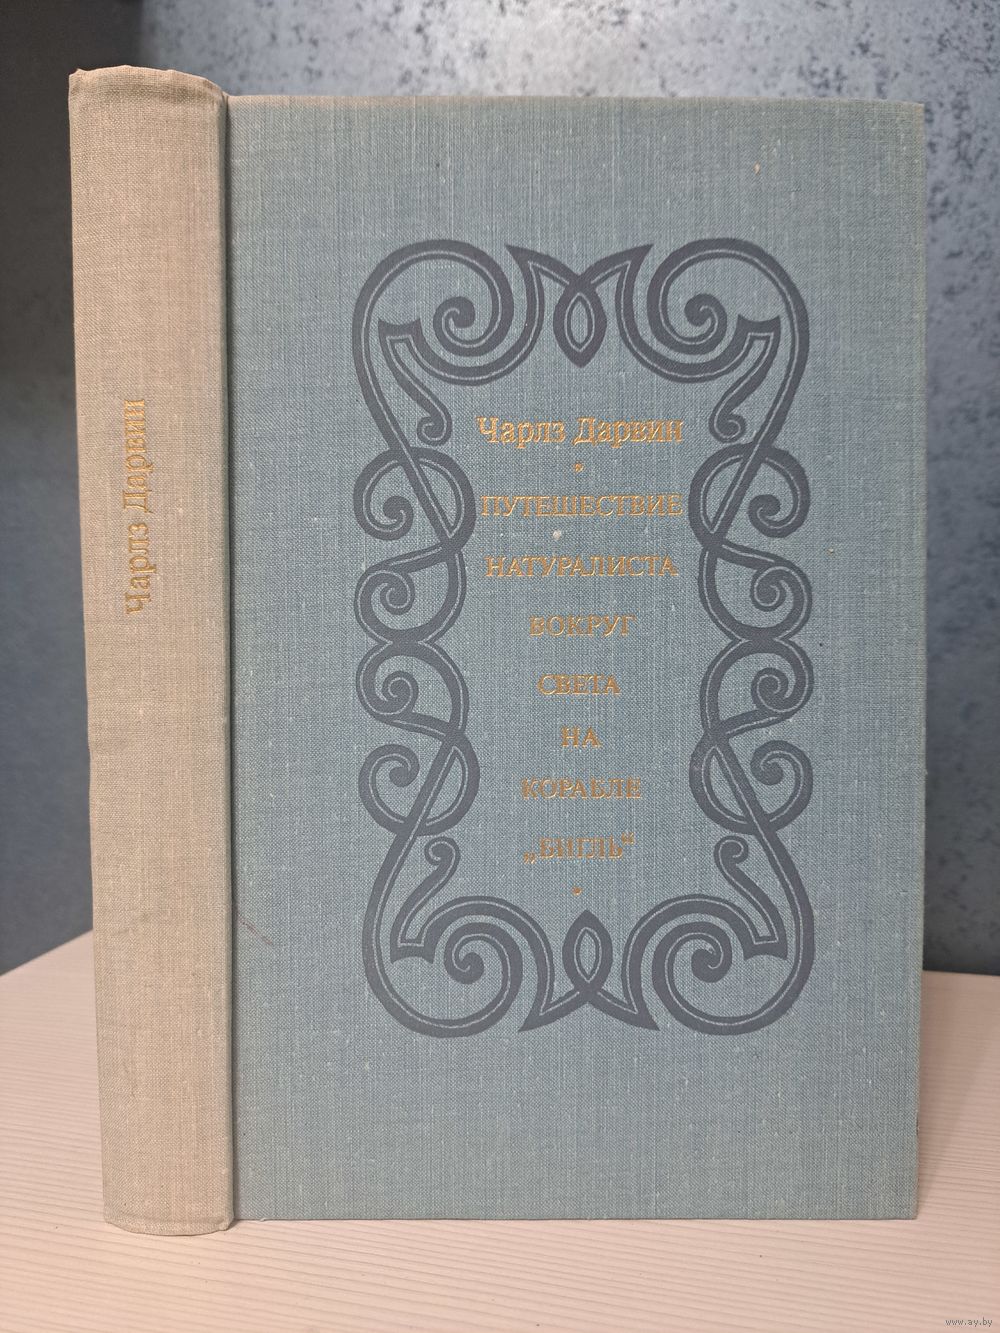 Чарлз Дарвин
Чарлз Дарвин
ПУТЕШЕСТВИЕ
НАТУРАЛИСТА
ВОКРУГ
СВЕТА
НА
КОРАБЛЕ
„БИГЛЬ“
www.ay.by